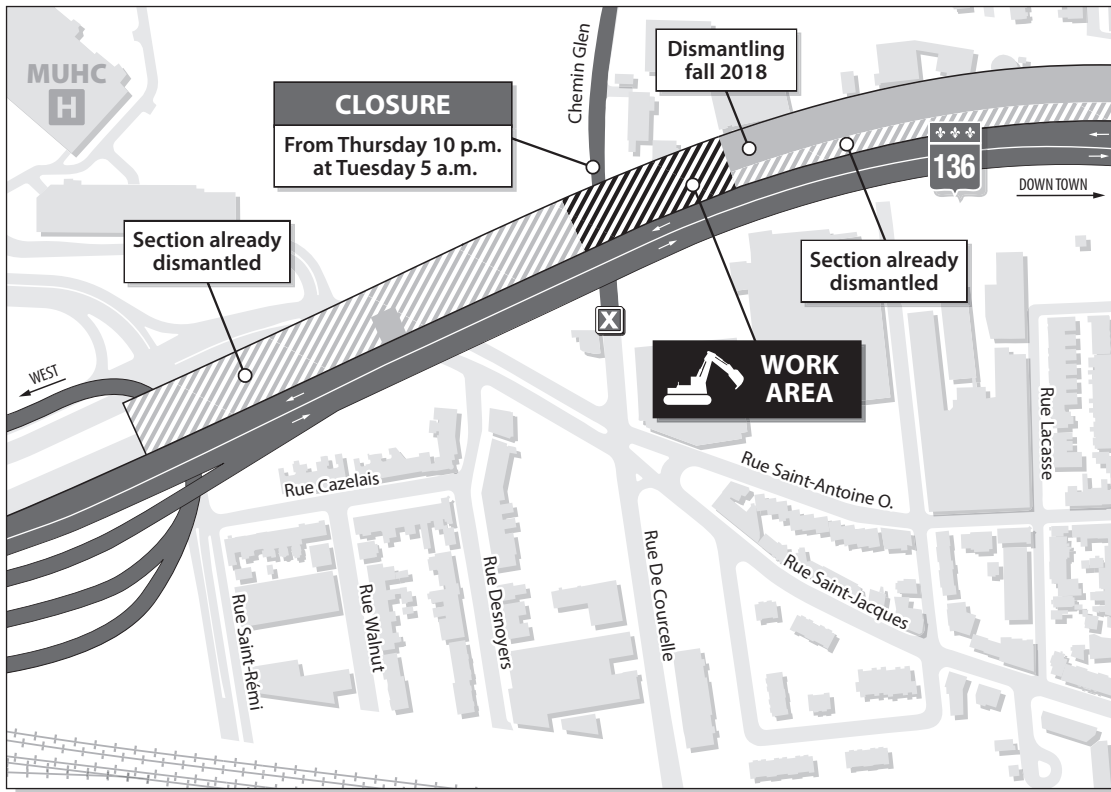 MUHC
H
CLOSURE
From Thursday 10 p.m.
at Tuesday 5 a.m.
Chemin Glen
Dismantling
fall 2018
136
DOWN TOWN
Section already
dismantled
Section already
dismantled
X
WEST
WORK
AREA
Rue Lacasse
Rue Cazelais
Rue Saint-Antoine O.
Rue Saint-Jacques
Rue Saint-Rémi
Rue Walnut
Rue Desnoyers
Rue De Courcelle